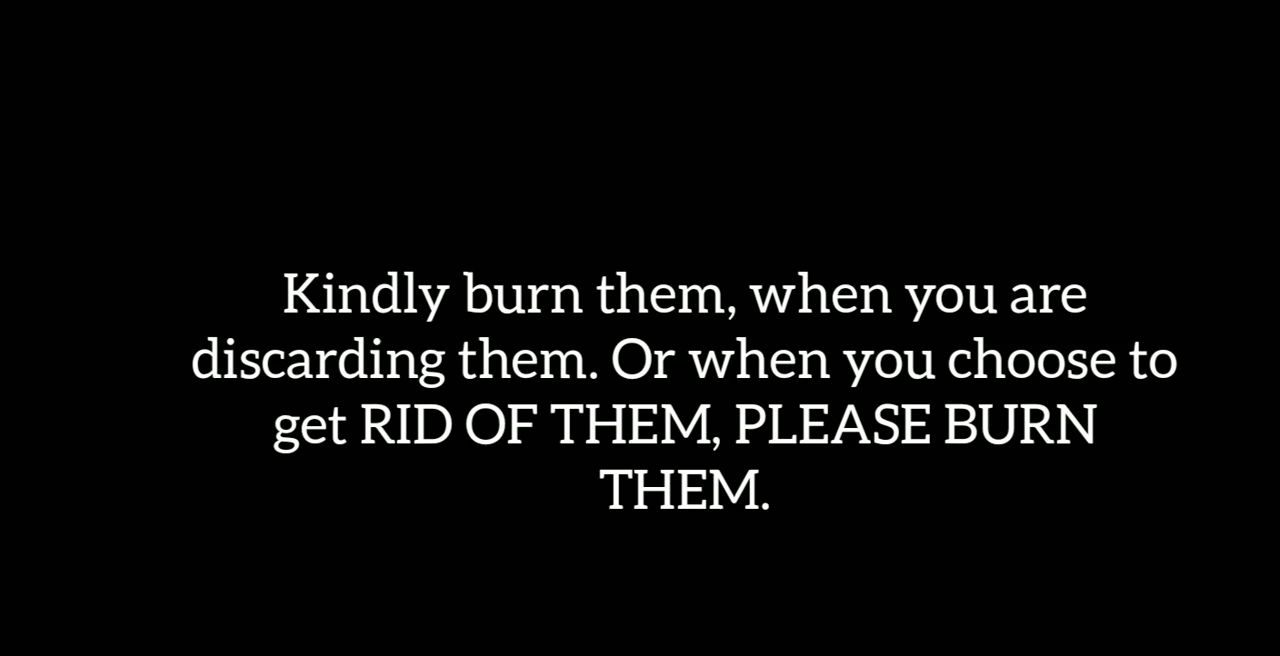 Kindly burn them, when you are
discarding them. Or when you choose to
get RID OF THEM, PLEASE BURN
THEM.